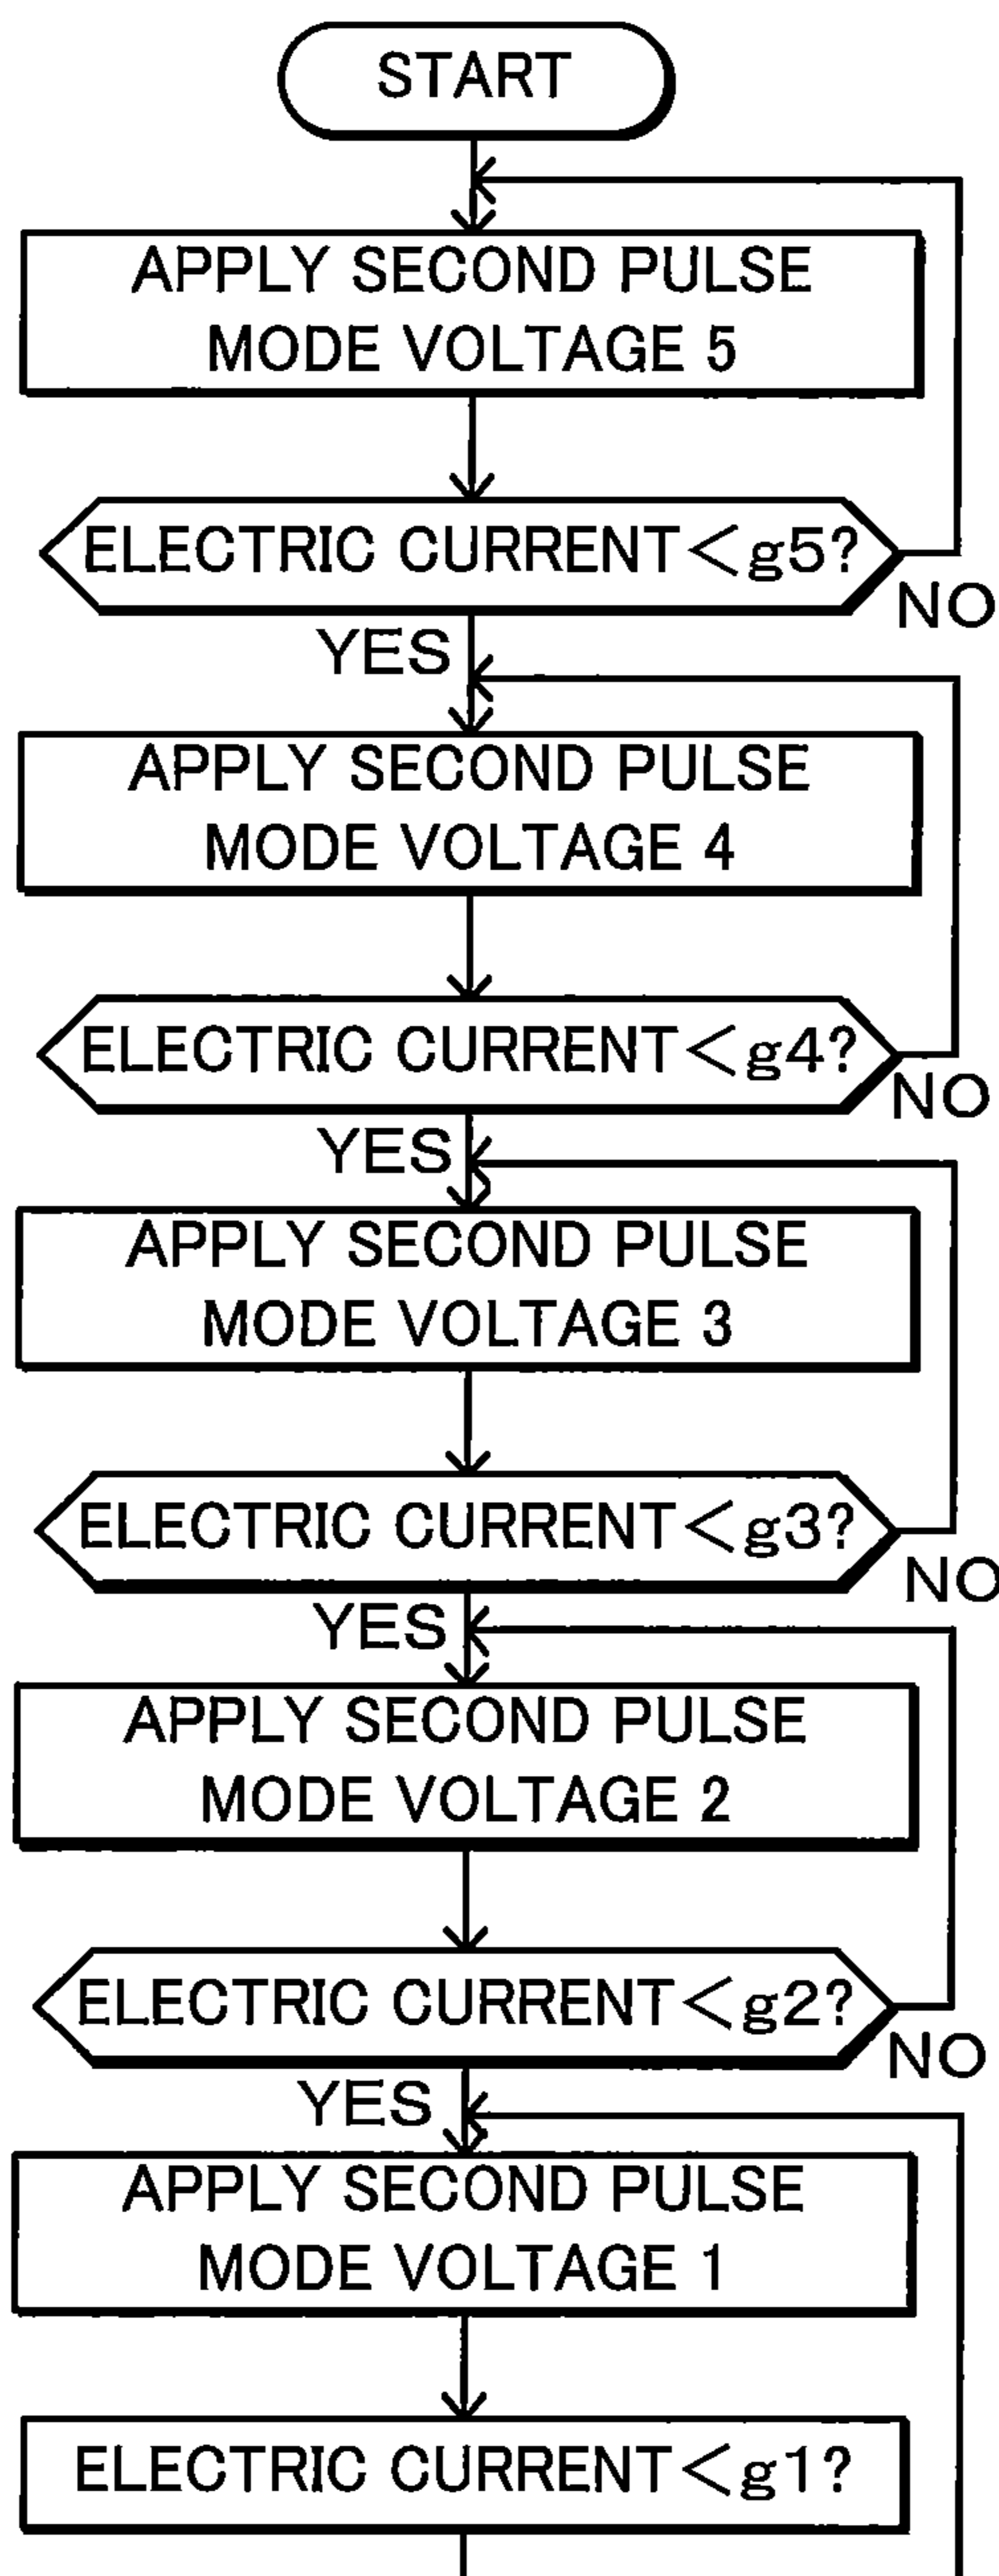 START
APPLY SECOND PULSE
MODE VOLTAGE 5
ELECTRIC CURRENT<g5?
NO
YES
APPLY SECOND PULSE
MODE VOLTAGE 4
ELECTRIC CURRENT<g4?
NO
YES
APPLY SECOND PULSE
MODE VOLTAGE 3
ELECTRIC CURRENT<g3?
NO
YES
APPLY SECOND PULSE
MODE VOLTAGE 2
ELECTRIC CURRENT<g2?
NO
YES
APPLY SECOND PULSE
MODE VOLTAGE 1
ELECTRIC CURRENT<g1?